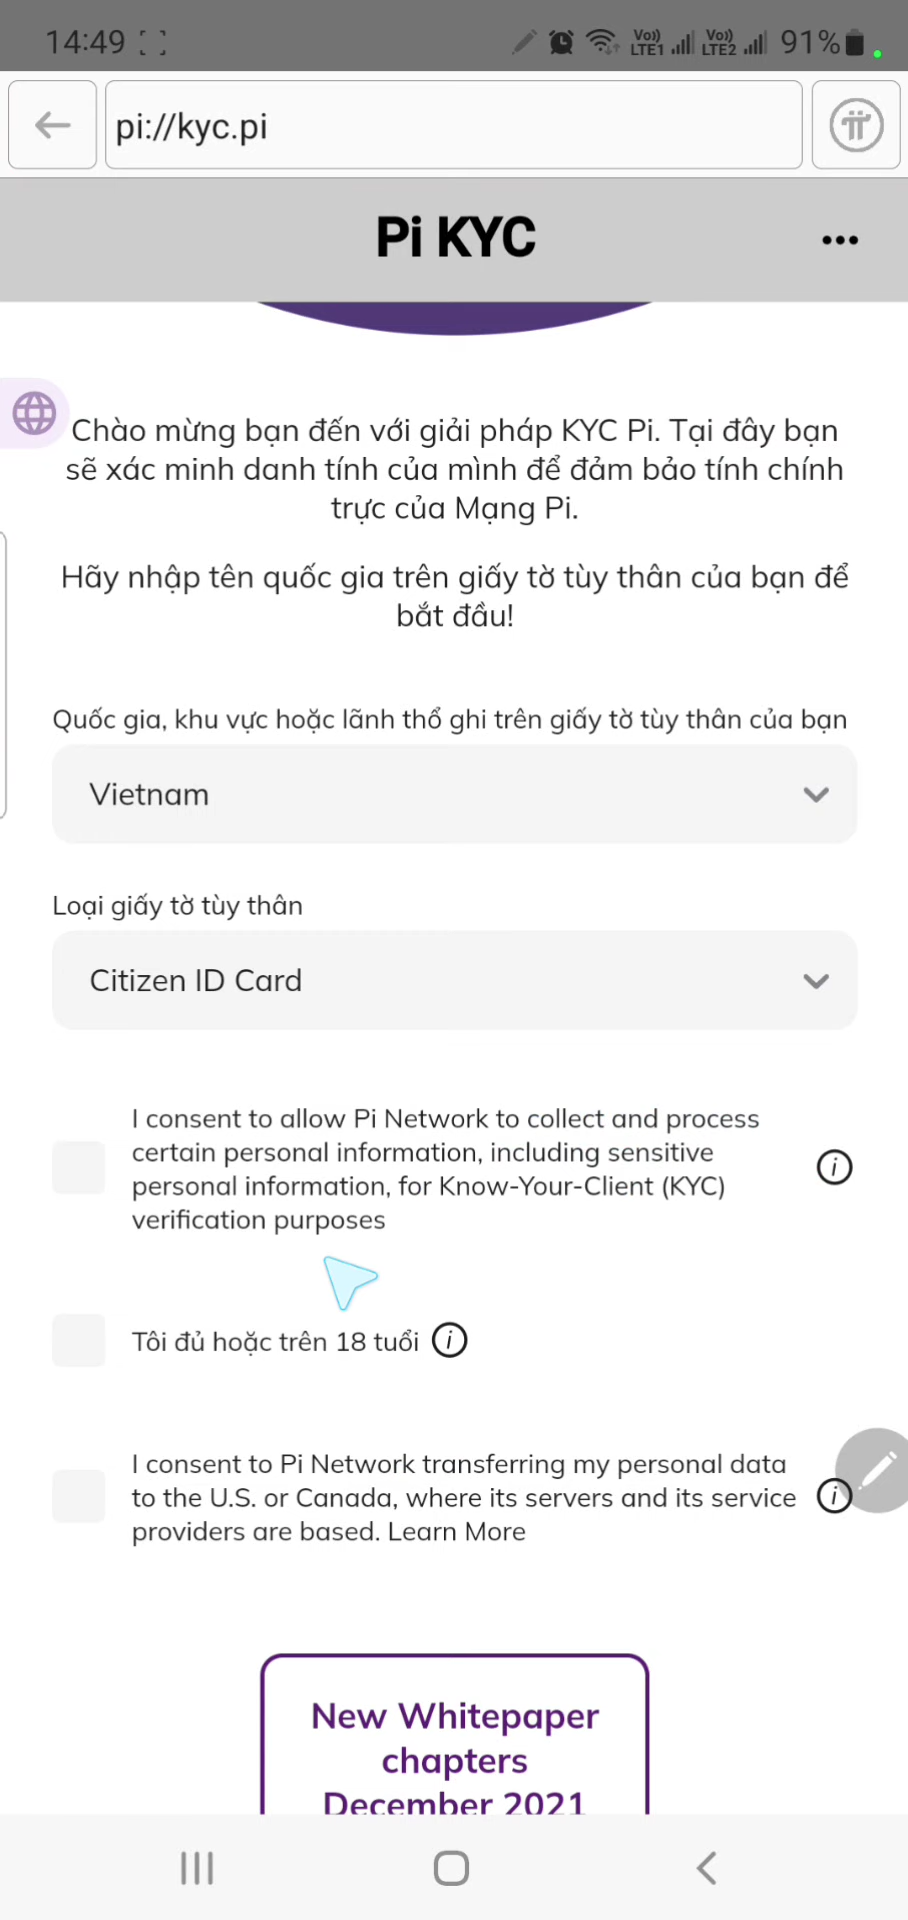 14:49
Vo)) LTE1
Vo)) LTE2
91%
pi://kyc.pi
Pi KYC
Chào mừng bạn đến với giải pháp KYC Pi. Tại đây bạn
sẽ xác minh danh tính của mình để đảm bảo tính chính
trực của Mạng Pi.
Hãy nhập tên quốc gia trên giấy tờ tùy thân của bạn để
bắt đầu!
Quốc gia, khu vực hoặc lãnh thổ ghi trên giấy tờ tùy thân của bạn
Vietnam
Loại giấy tờ tùy thân
Citizen ID Card
I consent to allow Pi Network to collect and process
certain personal information, including sensitive
personal information, for Know-Your-Client (KYC)
verification purposes
Tôi đủ hoặc trên 18 tuổi
I consent to Pi Network transferring my personal data
to the U.S. or Canada, where its servers and its service
providers are based. Learn More
New Whitepaper
chapters
December 2021